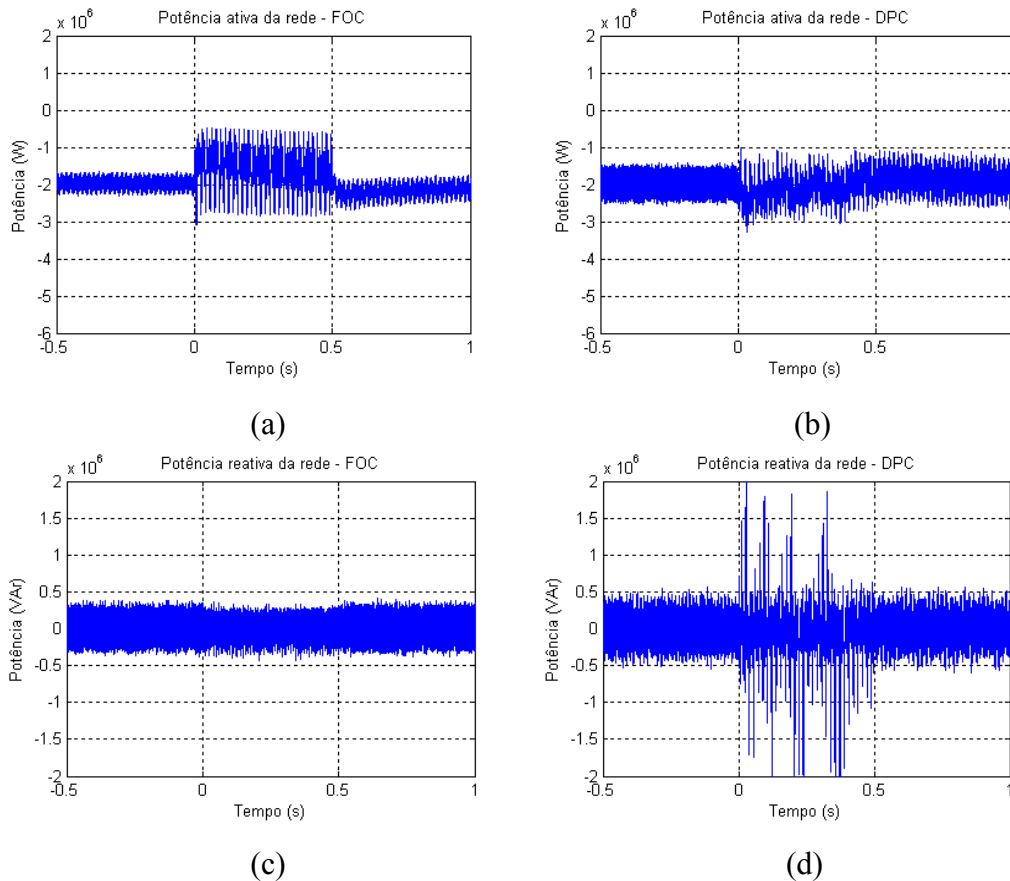 Potência ativa da rede - FOC
x 10^6
2
1
0
-1
-2
-3
-4
-5
-6
Potência (W)
-0.5
0
0.5
1
Tempo (s)
(a)
Potência ativa da rede - DPC
x 10^6
2
1
0
-1
-2
-3
-4
-5
-6
Potência (W)
-0.5
0
0.5
1
Tempo (s)
(b)
Potência reativa da rede - FOC
x 10^6
2
1.5
1
0.5
0
-0.5
-1
-1.5
-2
Potência (VAr)
-0.5
0
0.5
1
Tempo (s)
(c)
Potência reativa da rede - DPC
x 10^6
2
1.5
1
0.5
0
-0.5
-1
-1.5
-2
Potência (VAr)
-0.5
0
0.5
1
Tempo (s)
(d)